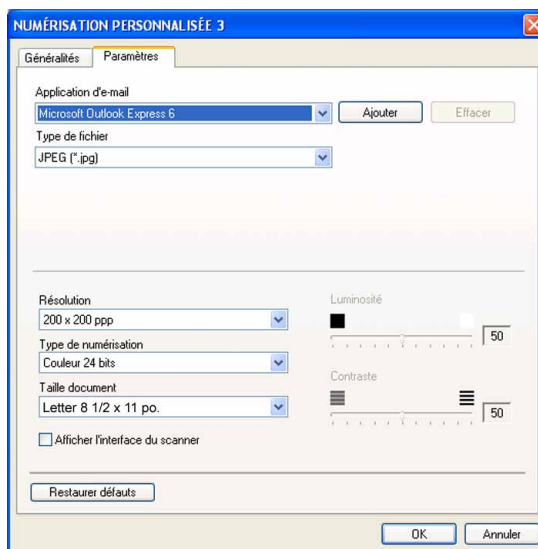 NUMÉRISATION PERSONNALISÉE 3
Généralités
Paramètres
Application d'e-mail
Microsoft Outlook Express 6
Ajouter
Effacer
Type de fichier
JPEG (*.jpg)
Résolution
200 x 200 ppp
Type de numérisation
Couleur 24 bits
Taille document
Letter 8 1/2 x 11 po.
Afficher l'interface du scanner
Luminosité
50
Contraste
50
Restaurer défauts
OK
Annuler